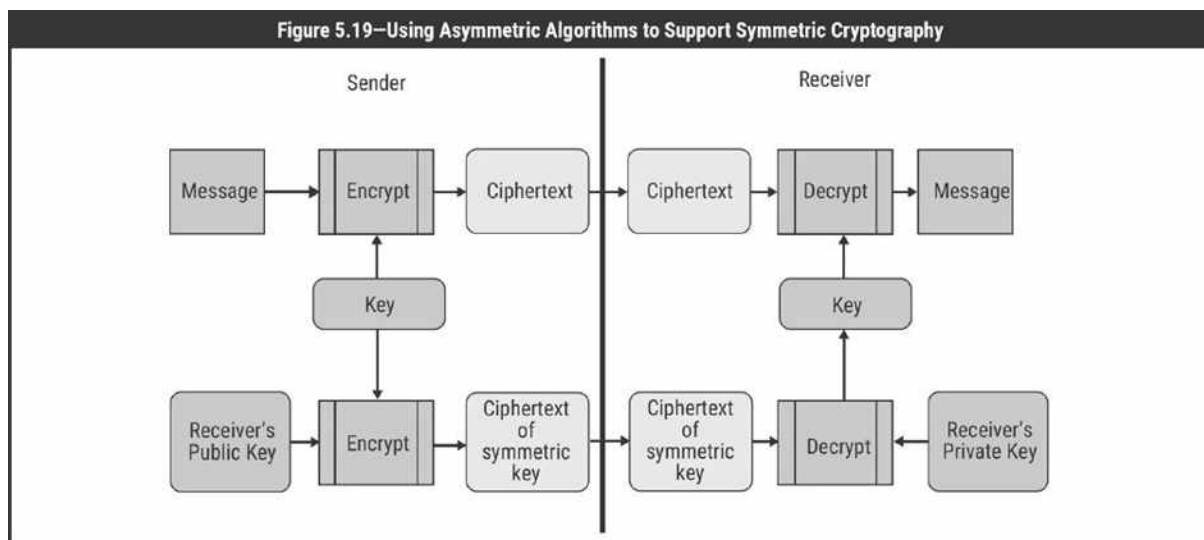 Figure 5.19—Using Asymmetric Algorithms to Support Symmetric Cryptography
Sender
Receiver
Message
Encrypt
Ciphertext
Ciphertext
Decrypt
Message
Key
Key
Receiver's
Public Key
Encrypt
Ciphertext
of
symmetric
key
Ciphertext
of
symmetric
key
Decrypt
Receiver's
Private Key